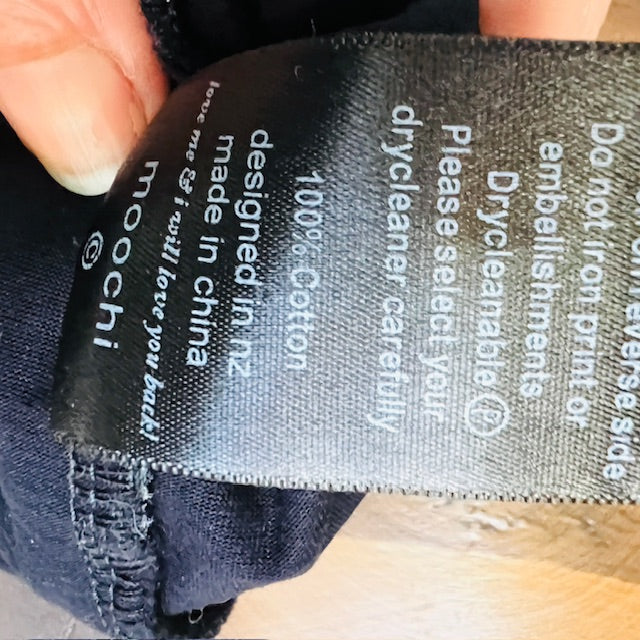 reverse side
Do not iron print or
embellishments
Drycleanable Ⓟ
Please select your
drycleaner carefully
100% Cotton
designed in nz
made in china
love me & i will love you back!
moochi
©